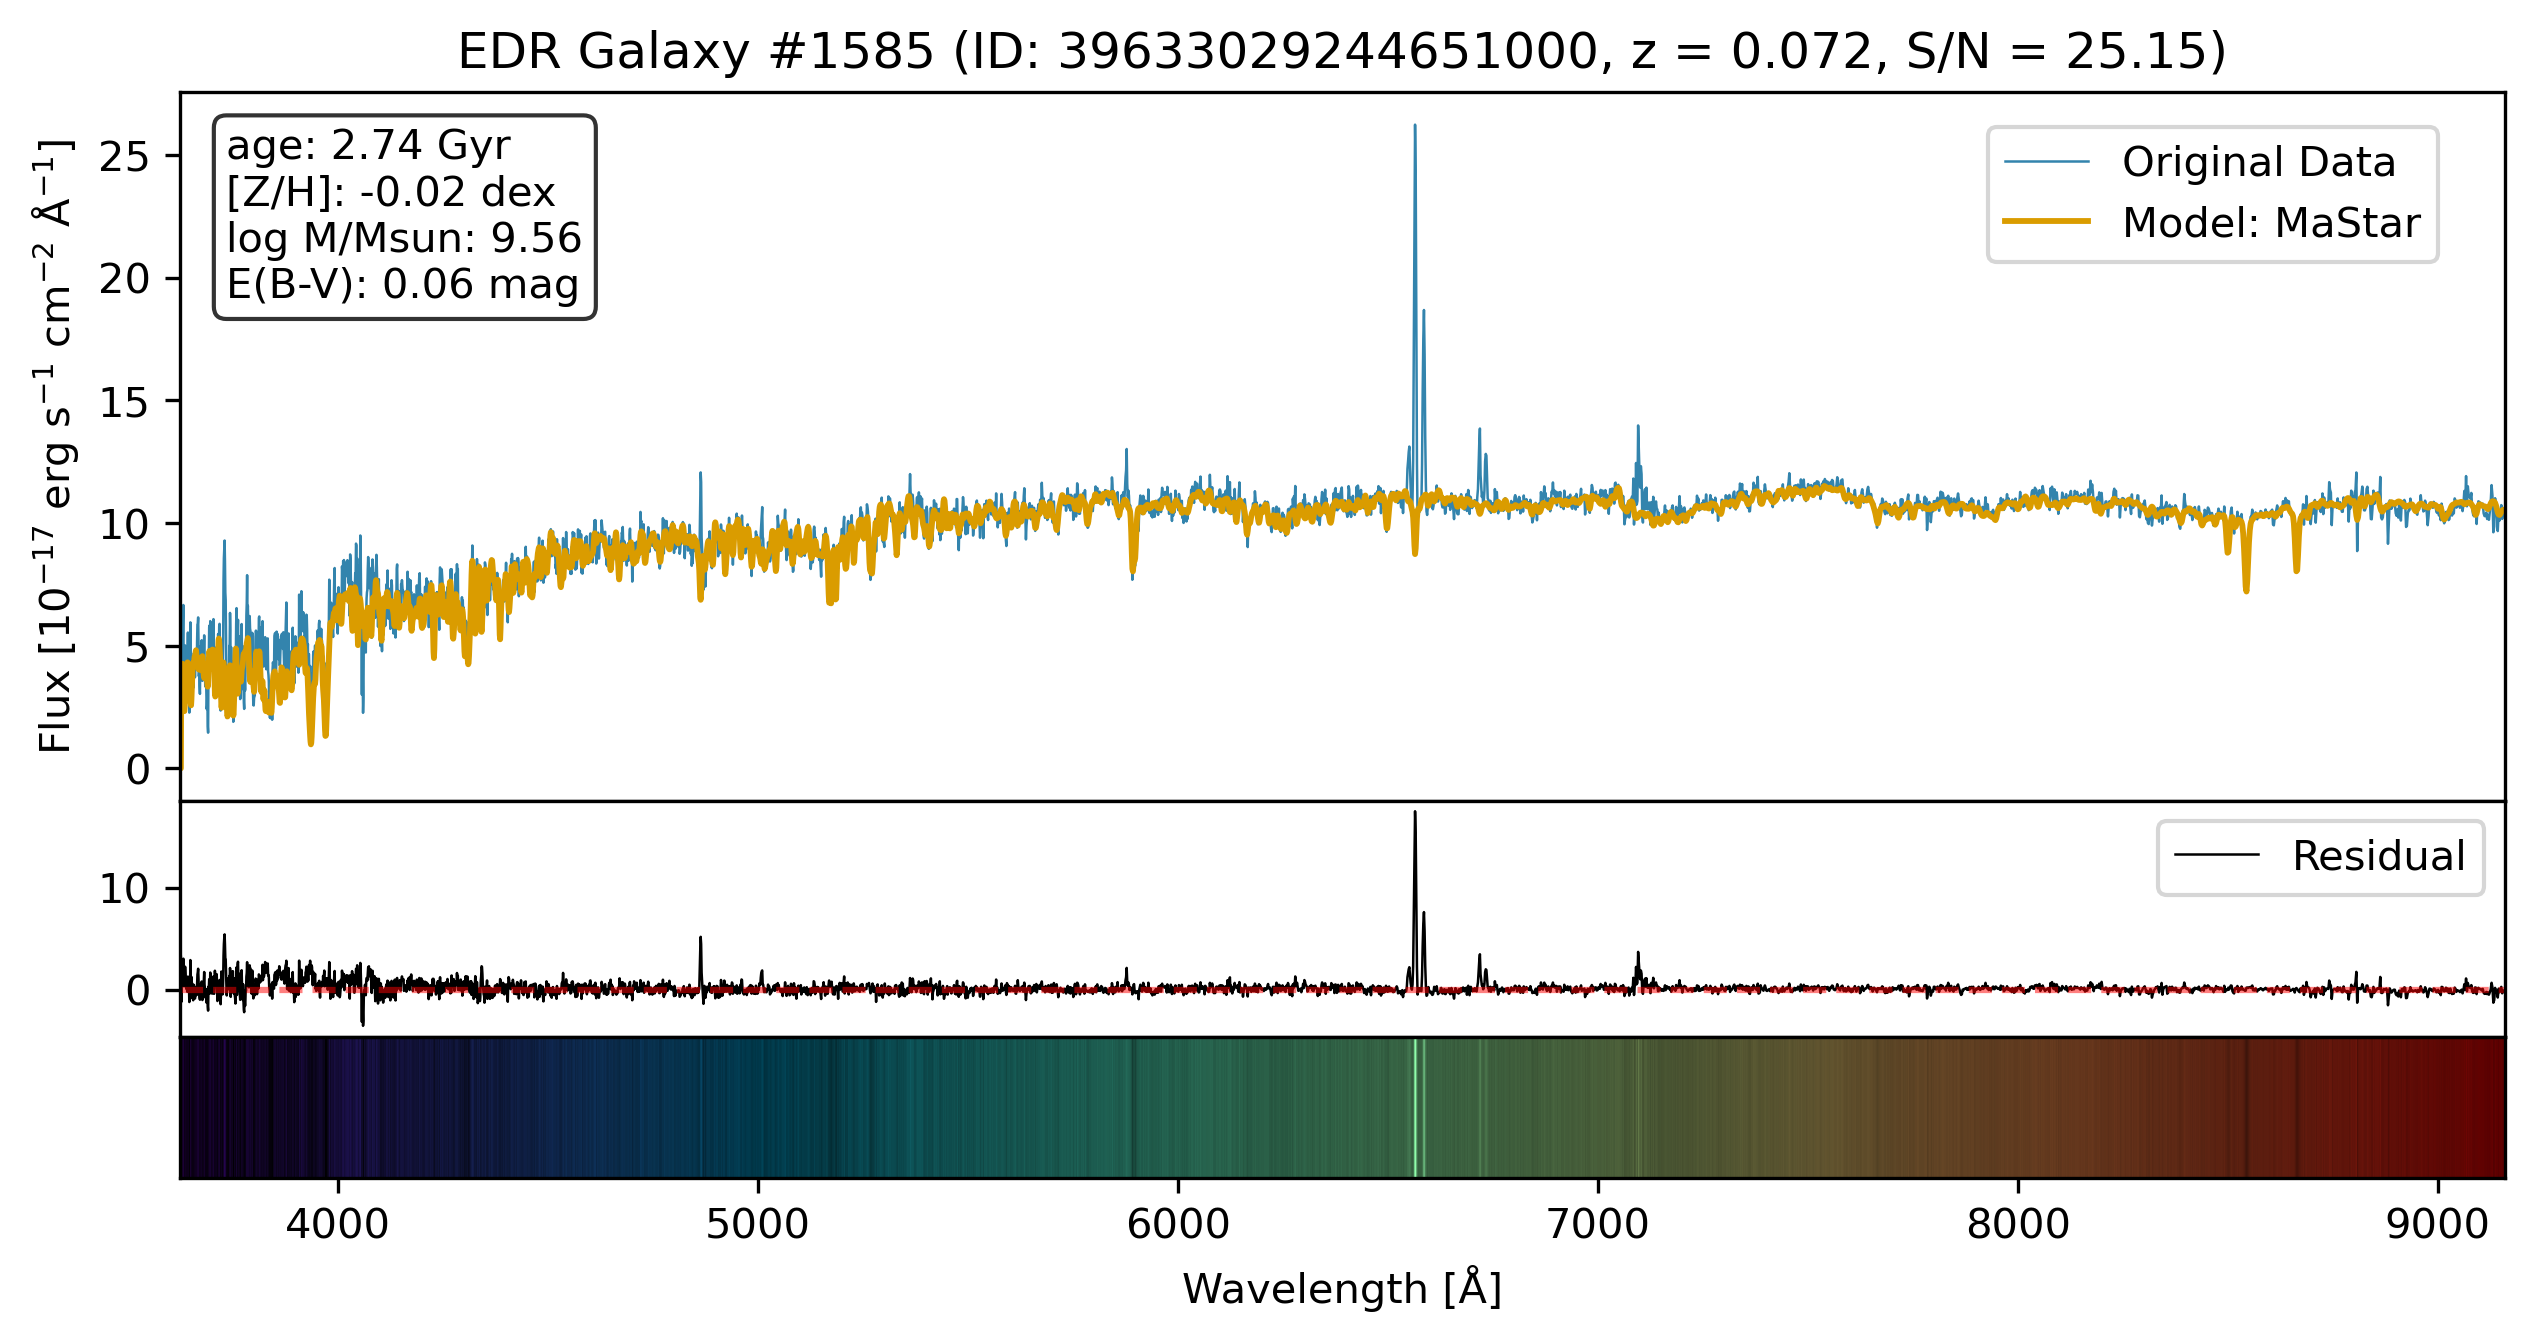 EDR Galaxy #1585 (ID: 39633029244651000, z = 0.072, S/N = 25.15)
age: 2.74 Gyr
[Z/H]: -0.02 dex
log M/Msun: 9.56
E(B-V): 0.06 mag
Original Data
Model: MaStar
Flux [10⁻¹⁷ erg s⁻¹ cm⁻² Å⁻¹]
25
20
15
10
5
0
Residual
10
0
4000 5000 6000 7000 8000 9000
Wavelength [Å]